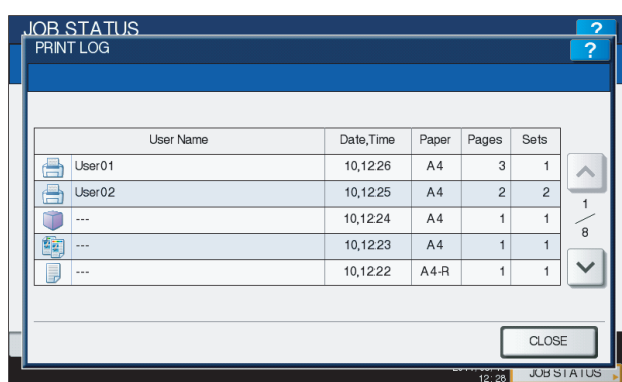 JOB STATUS ?
PRINT LOG ?
User Name Date,Time Paper Pages Sets
User01 10,12:26 A4 3 1
User02 10,12:25 A4 2 2
--- 10,12:24 A4 1 1
--- 10,12:23 A4 1 1
--- 10,12:22 A4-R 1 1
1
8
CLOSE
12:28 JOB STATUS